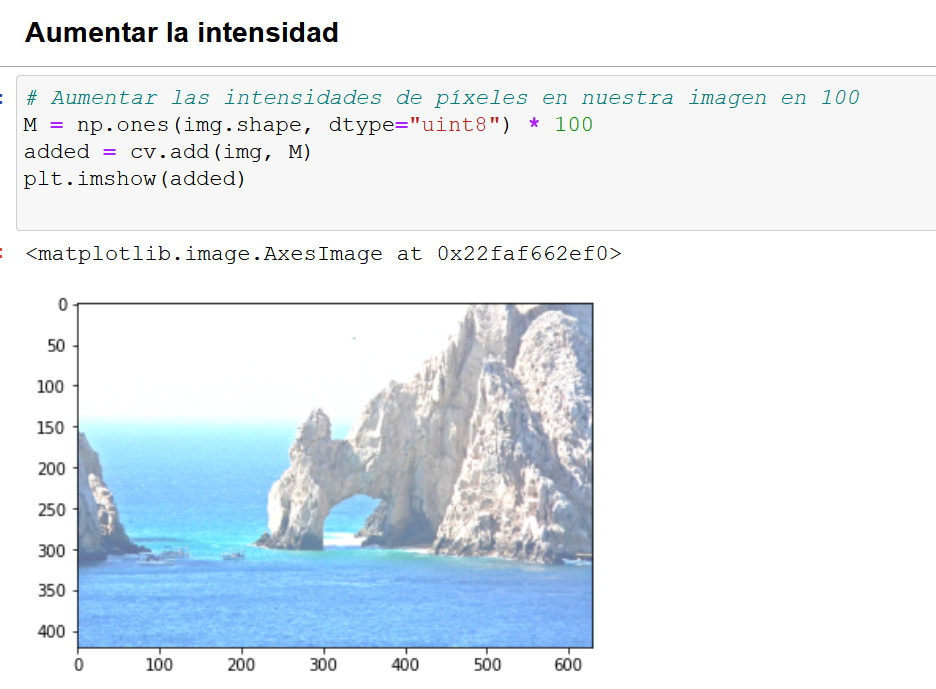 Aumentar la intensidad
# Aumentar las intensidades de píxeles en nuestra imagen en 100
M = np.ones(img.shape, dtype="uint8") * 100
added = cv.add(img, M)
plt.imshow(added)
<matplotlib.image.AxesImage at 0x22faf662ef0>
0
50
100
150
200
250
300
350
400
0 100 200 300 400 500 600